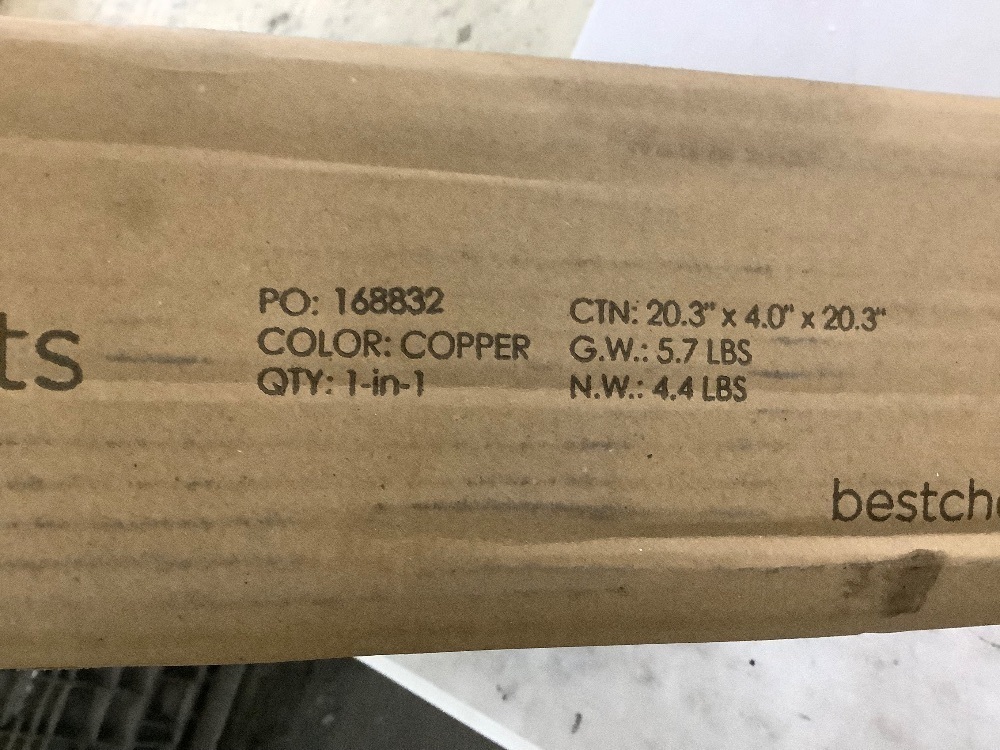 ts
PO: 168832
COLOR: COPPER
QTY: 1-in-1
CTN: 20.3" x 4.0" x 20.3"
G.W.: 5.7 LBS
N.W.: 4.4 LBS
bestch